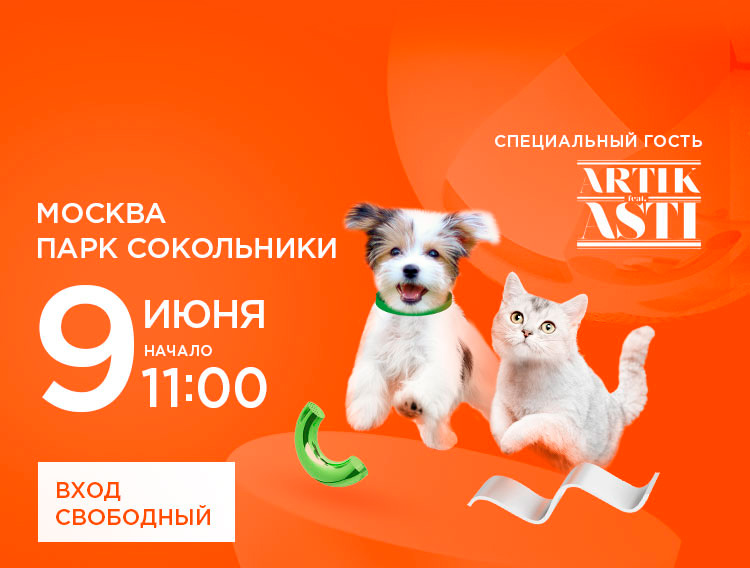 СПЕЦИАЛЬНЫЙ ГОСТЬ
ARTIK
feat.
ASTI
МОСКВА
ПАРК СОКОЛЬНИКИ
9 ИЮНЯ
НАЧАЛО
11:00
ВХОД
СВОБОДНЫЙ